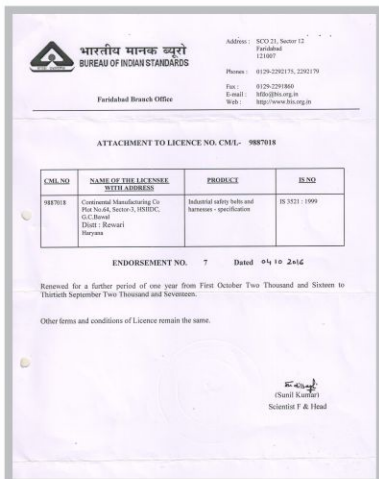 भारतीय मानक ब्यूरो
BUREAU OF INDIAN STANDARDS
Faridabad Branch Office
Address : SCO 21, Sector 12
Faridabad
121007
Phones : 0129-2292175, 2292179
Fax : 0129-2291860
E-mail : hfdo@bis.org.in
Web : http://www.bis.org.in
ATTACHMENT TO LICENCE NO. CM/L- 9887018
CML NO NAME OF THE LICENSEE WITH ADDRESS PRODUCT IS NO
9887018 Continental Manufacturing Co Industrial safety belts and IS 3521 : 1999
Plot No.64, Sector-3, HSIIDC, harnesses - specification
G.C.Bawal
Distt : Rewari
Haryana
ENDORSEMENT NO. 7 Dated 04 10 2016
Renewed for a further period of one year from First October Two Thousand and Sixteen to
Thirtieth September Two Thousand and Seventeen.
Other terms and conditions of Licence remain the same.
(Sunil Kumar)
Scientist F & Head